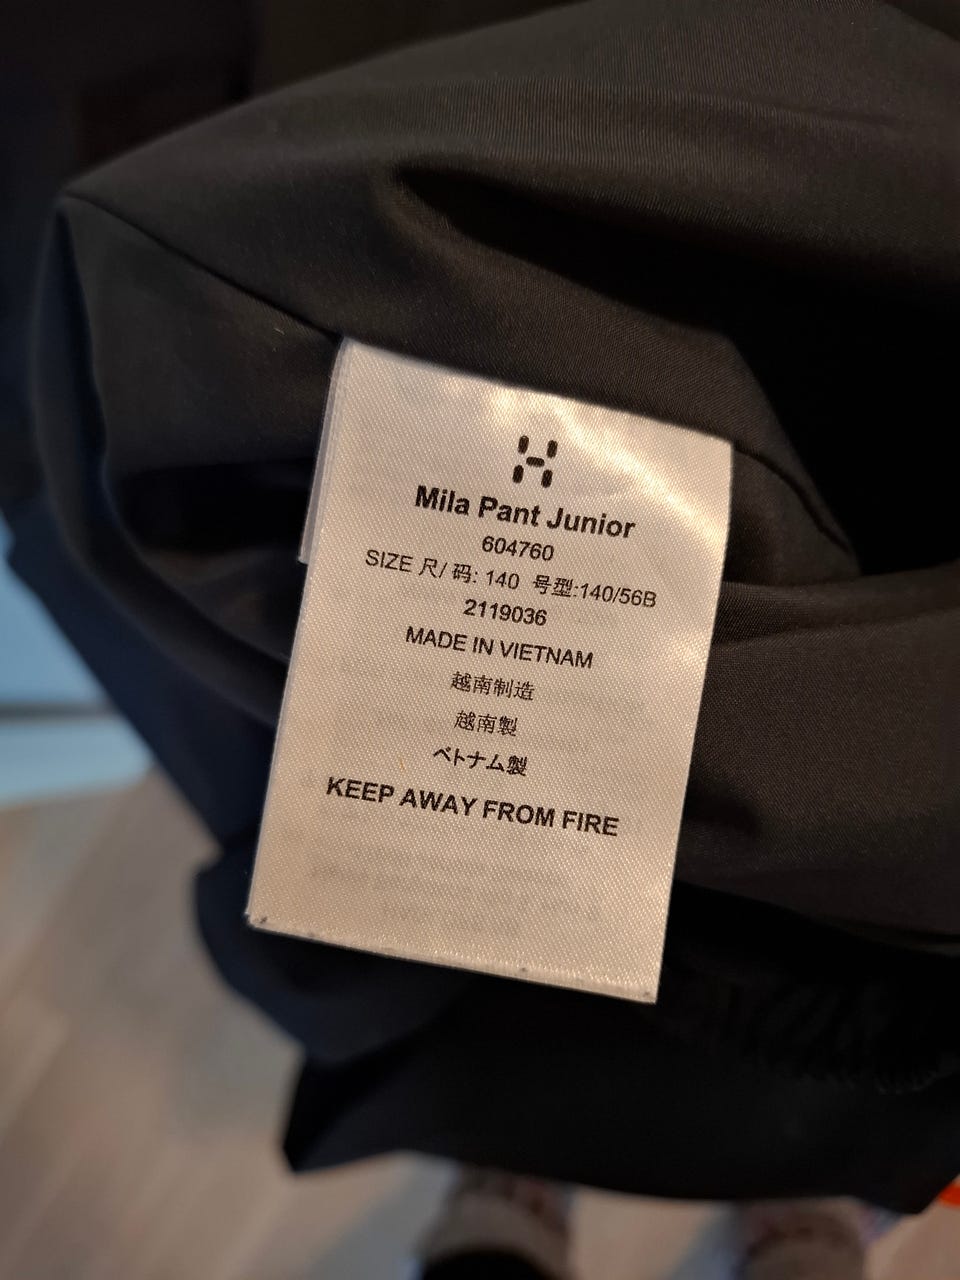 Mila Pant Junior
604760
SIZE 尺/ 码: 140 号型:140/56B
2119036
MADE IN VIETNAM
越南制造
越南製
ベトナム製
KEEP AWAY FROM FIRE